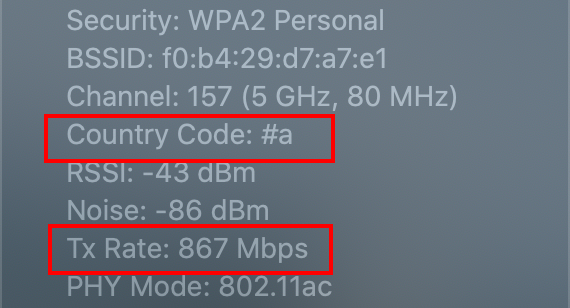 Security: WPA2 Personal
BSSID: f0:b4:29:d7:a7:e1
Channel: 157 (5 GHz, 80 MHz)
Country Code: #a
RSSI: -43 dBm
Noise: -86 dBm
Tx Rate: 867 Mbps
PHY Mode: 802.11ac